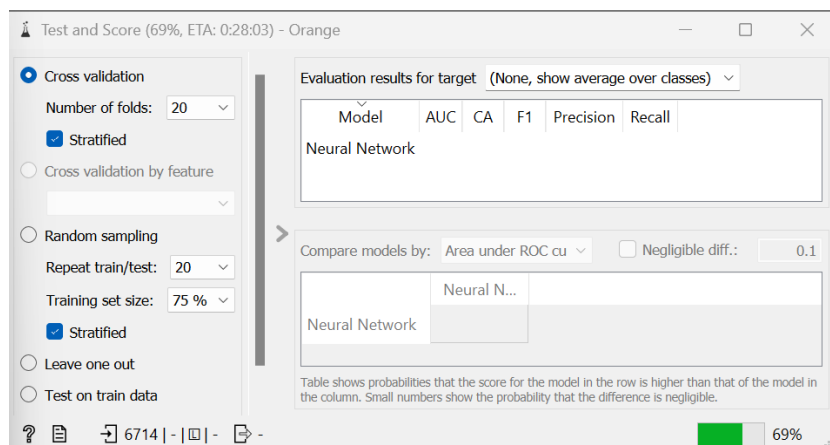 Test and Score (69%, ETA: 0:28:03) - Orange
Cross validation
Number of folds: 20
Stratified
Cross validation by feature
Random sampling
Repeat train/test: 20
Training set size: 75 %
Stratified
Leave one out
Test on train data
Evaluation results for target (None, show average over classes)
Model AUC CA F1 Precision Recall
Neural Network
Compare models by: Area under ROC cu Negligible diff.: 0.1
Neural N...
Neural Network
Table shows probabilities that the score for the model in the row is higher than that of the model in
the column. Small numbers show the probability that the difference is negligible.
? 6714 | - | - -
69%